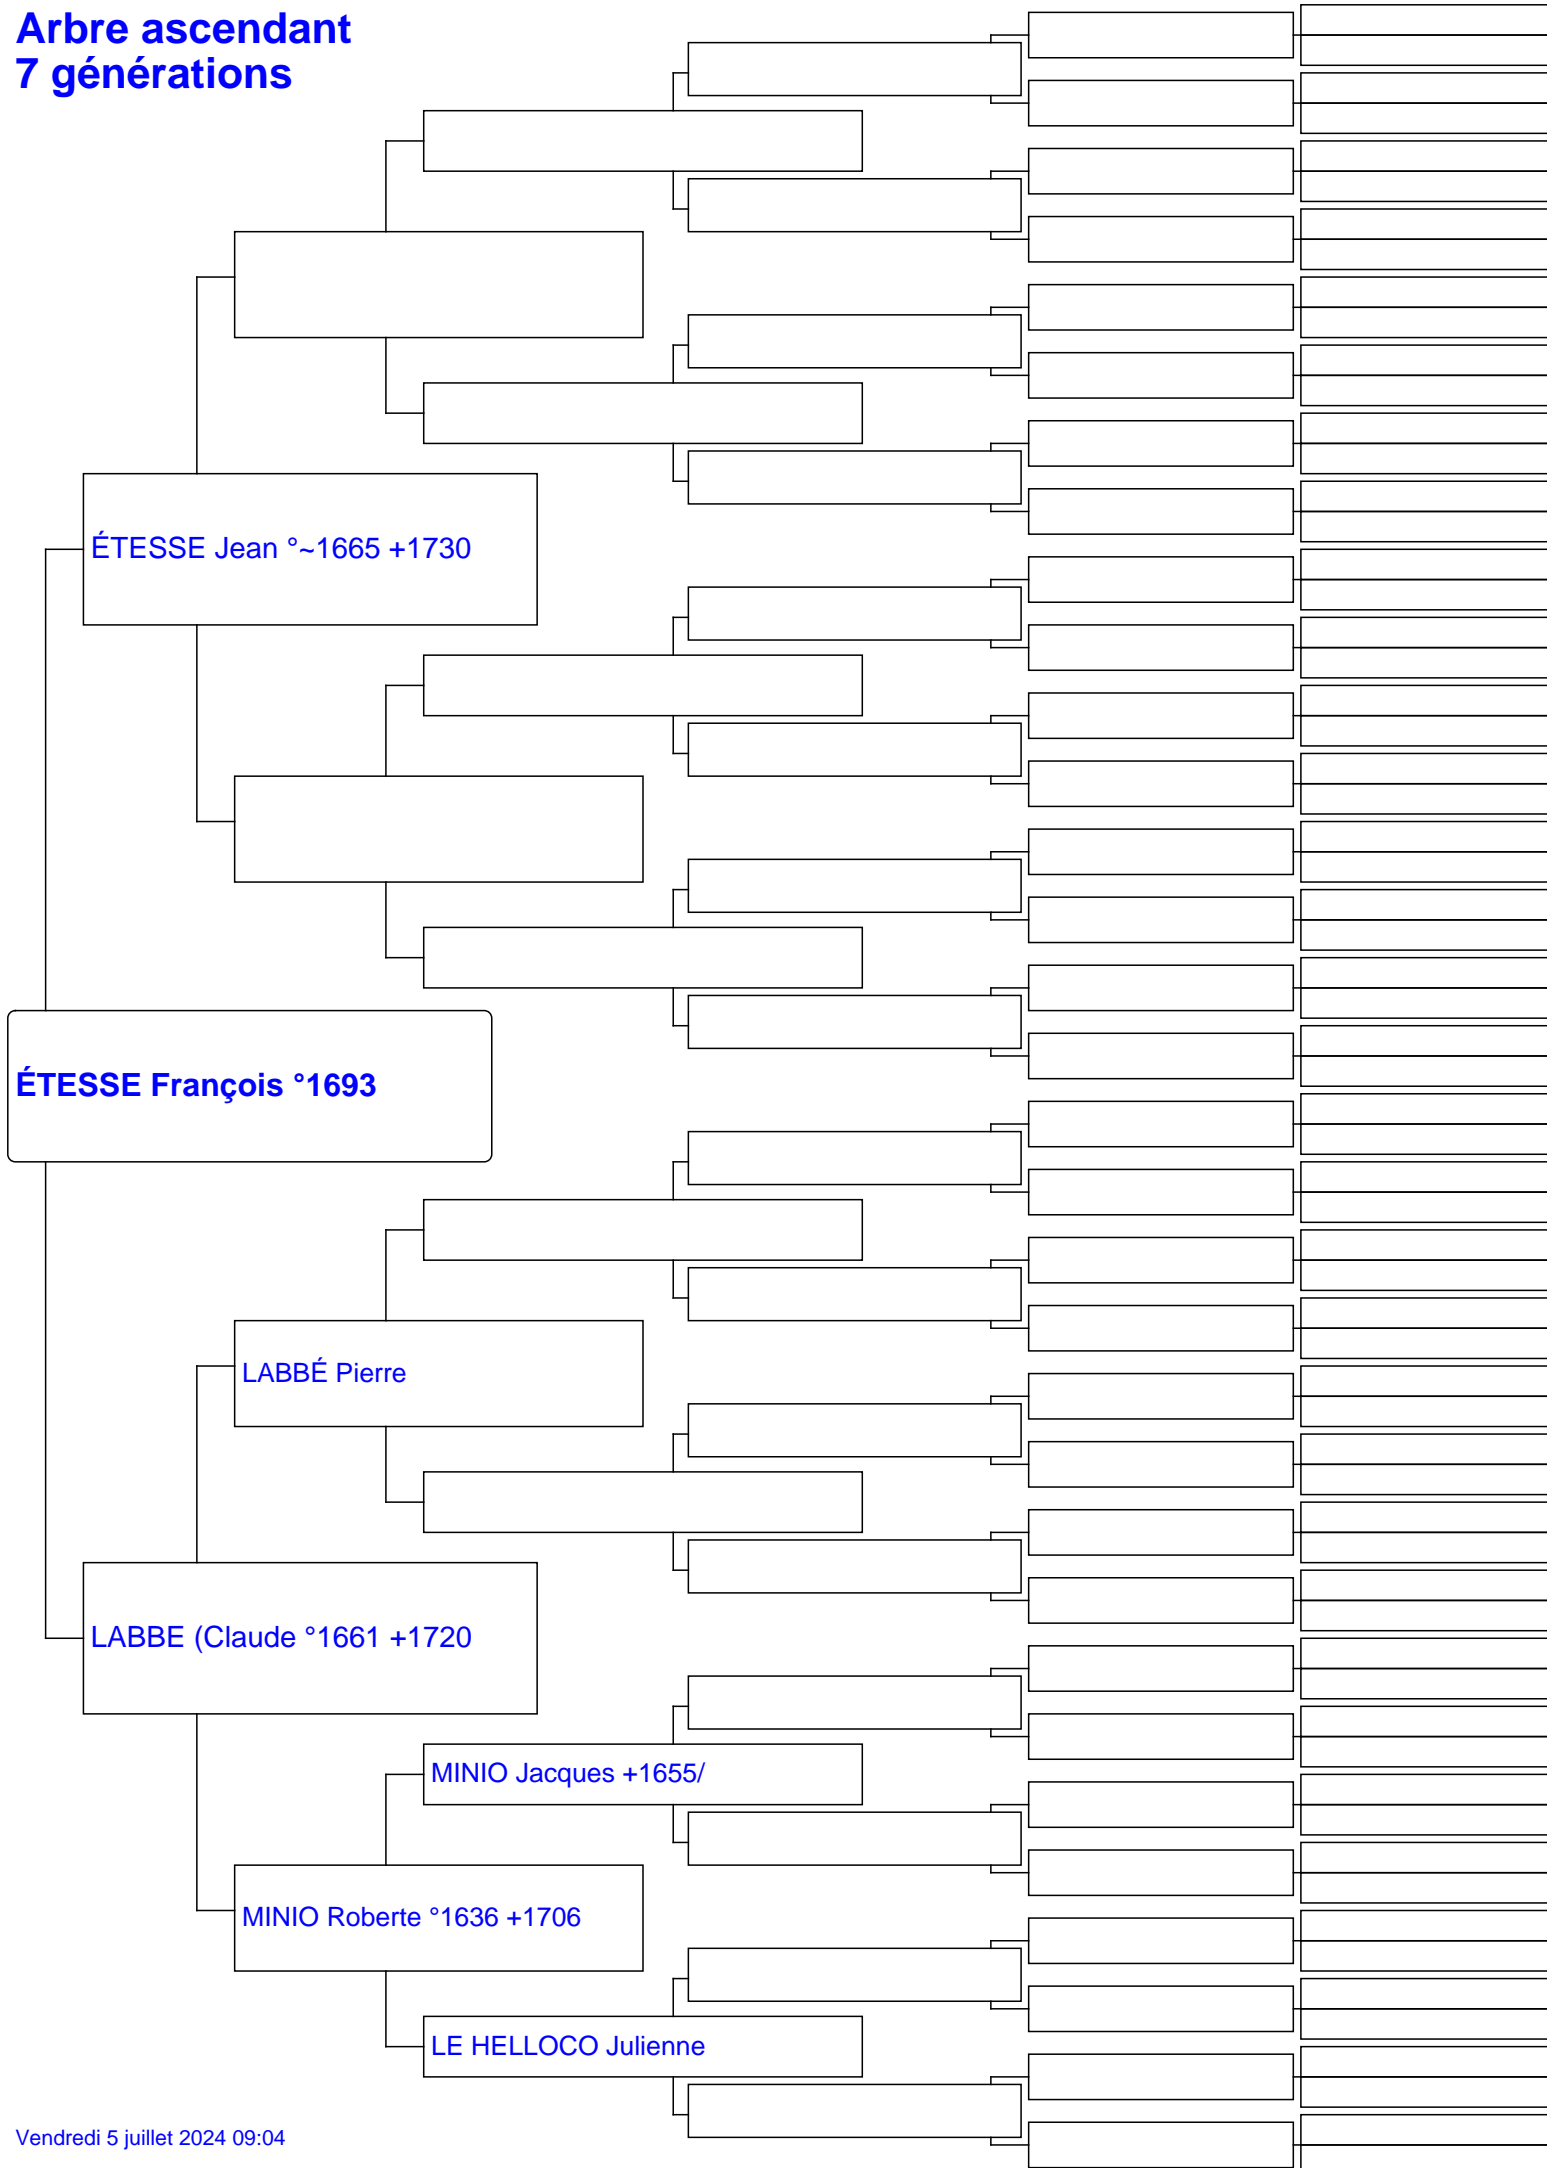 Arbre ascendant
7 générations
ÉTESSE Jean °~1665 +1730
ÉTESSE François °1693
LABBÉ Pierre
LABBE (Claude °1661 +1720
MINIO Jacques +1655/
MINIO Roberte °1636 +1706
LE HELLOCO Julienne
Vendredi 5 juillet 2024 09:04